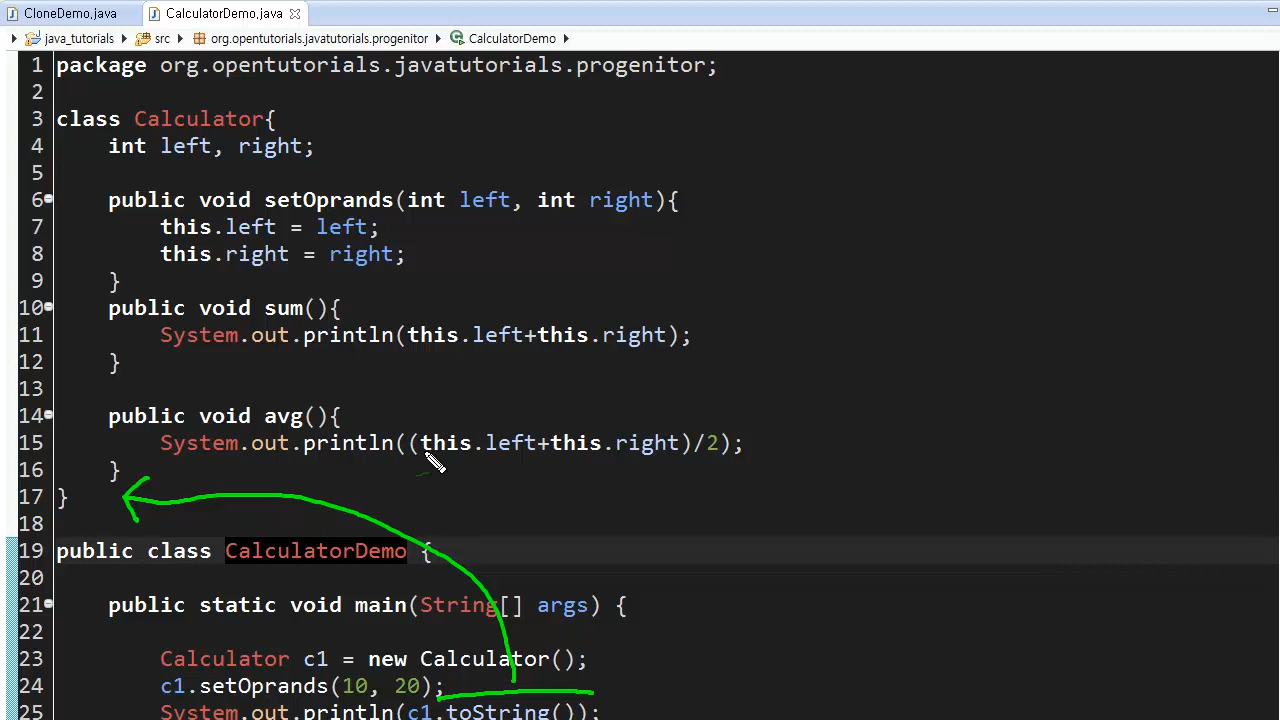 CloneDemo.java CalculatorDemo.java
java_tutorials src org.opentutorials.javatutorials.progenitor CalculatorDemo
1 package org.opentutorials.javatutorials.progenitor;
2
3 class Calculator{
4 int left, right;
5
6 public void setOprands(int left, int right){
7 this.left = left;
8 this.right = right;
9 }
10 public void sum(){
11 System.out.println(this.left+this.right);
12 }
13
14 public void avg(){
15 System.out.println((this.left+this.right)/2);
16 }
17 }
18
19 public class CalculatorDemo {
20
21 public static void main(String[] args) {
22
23 Calculator c1 = new Calculator();
24 c1.setOprands(10, 20);
25 System.out.println(c1.toString());